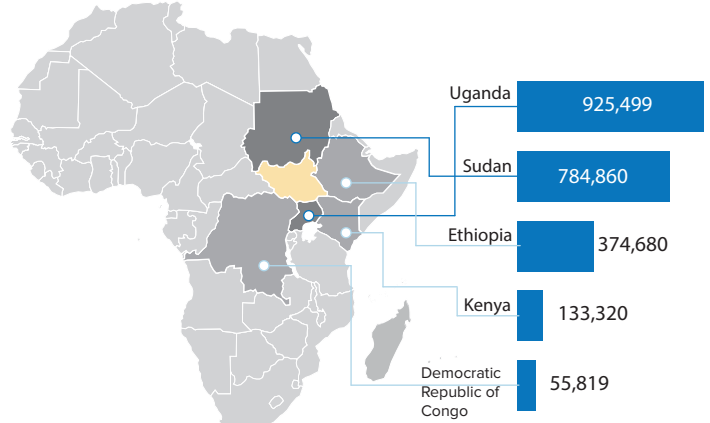 Uganda
925,499
Sudan
784,860
Ethiopia
374,680
Kenya
133,320
Democratic
Republic of
Congo
55,819